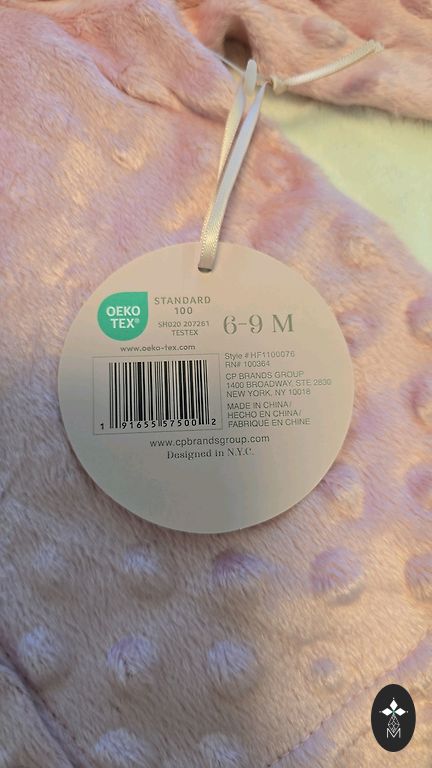 OEKO
TEX®
STANDARD
100
SH020 207261
TESTEX
www.oeko-tex.com
6-9 M
Style #HF1100076
RN# 100364
CP BRANDS GROUP
1400 BROADWAY, STE 2830
NEW YORK, NY 10018
MADE IN CHINA/
HECHO EN CHINA/
FABRIQUE EN CHINE
1 91655 57500 2
www.cpbrandsgroup.com
Designed in N.Y.C.
M